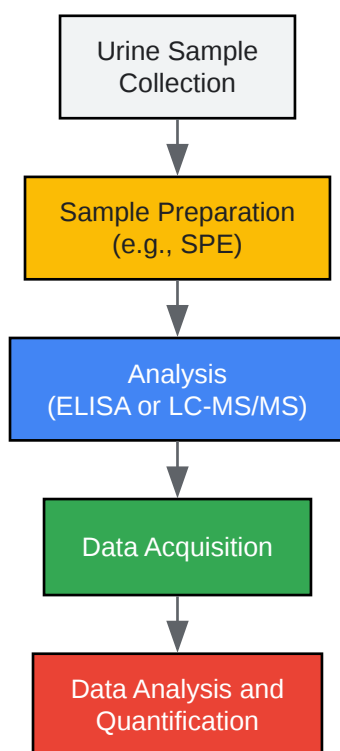 Urine Sample
Collection
Sample Preparation
(e.g., SPE)
Analysis
(ELISA or LC-MS/MS)
Data Acquisition
Data Analysis and
Quantification